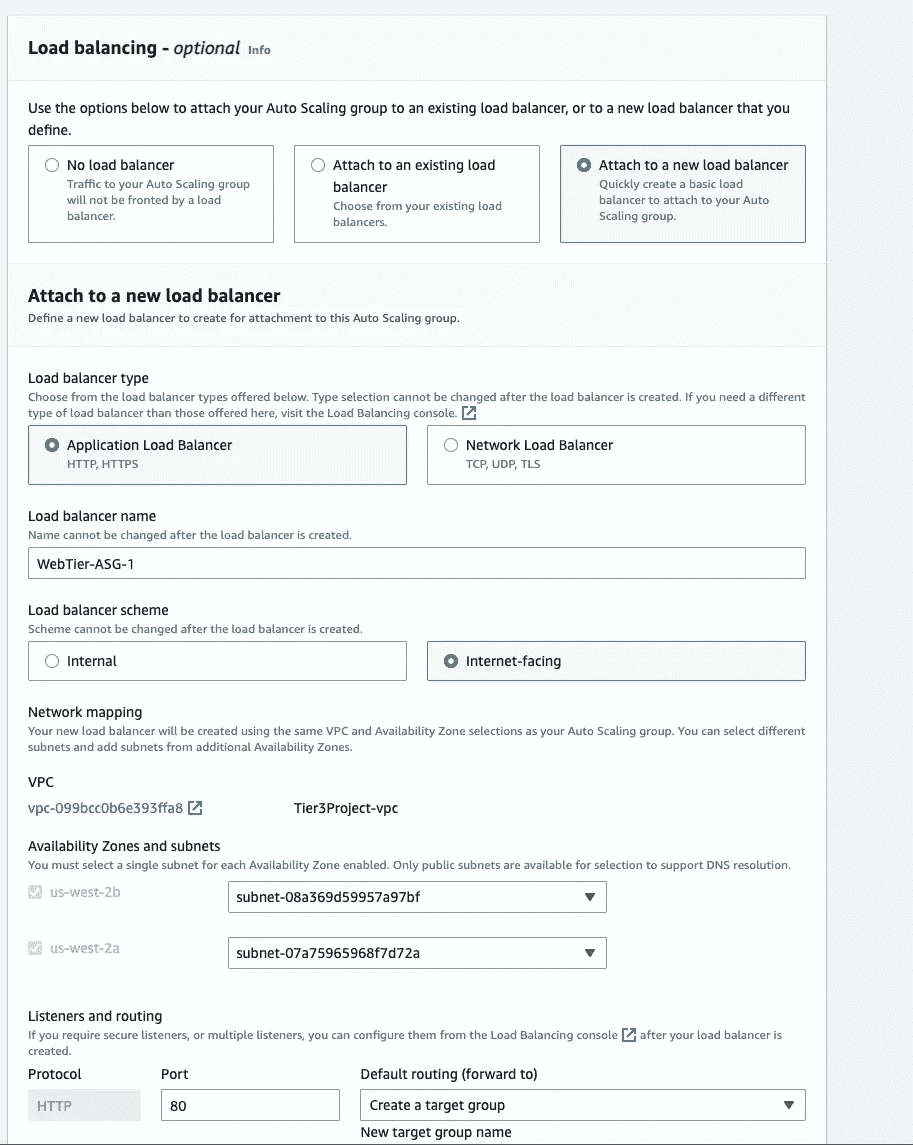 Load balancing - optional Info
Use the options below to attach your Auto Scaling group to an existing load balancer, or to a new load balancer that you
define.
No load balancer
Traffic to your Auto Scaling group
will not be fronted by a load
balancer.
Attach to an existing load
balancer
Choose from your existing load
balancers.
Attach to a new load balancer
Quickly create a basic load
balancer to attach to your Auto
Scaling group.
Attach to a new load balancer
Define a new load balancer to create for attachment to this Auto Scaling group.
Load balancer type
Choose from the load balancer types offered below. Type selection cannot be changed after the load balancer is created. If you need a different
type of load balancer than those offered here, visit the Load Balancing console.
Application Load Balancer
HTTP, HTTPS
Network Load Balancer
TCP, UDP, TLS
Load balancer name
Name cannot be changed after the load balancer is created.
WebTier-ASG-1
Load balancer scheme
Scheme cannot be changed after the load balancer is created.
Internal
Internet-facing
Network mapping
Your new load balancer will be created using the same VPC and Availability Zone selections as your Auto Scaling group. You can select different
subnets and add subnets from additional Availability Zones.
VPC
vpc-099bcc0b6e393ffa8 Tier3Project-vpc
Availability Zones and subnets
You must select a single subnet for each Availability Zone enabled. Only public subnets are available for selection to support DNS resolution.
us-west-2b subnet-08a369d59957a97bf
us-west-2a subnet-07a75965968f7d72a
Listeners and routing
If you require secure listeners, or multiple listeners, you can configure them from the Load Balancing console after your load balancer is
created.
Protocol Port Default routing (forward to)
HTTP 80 Create a target group
New target group name